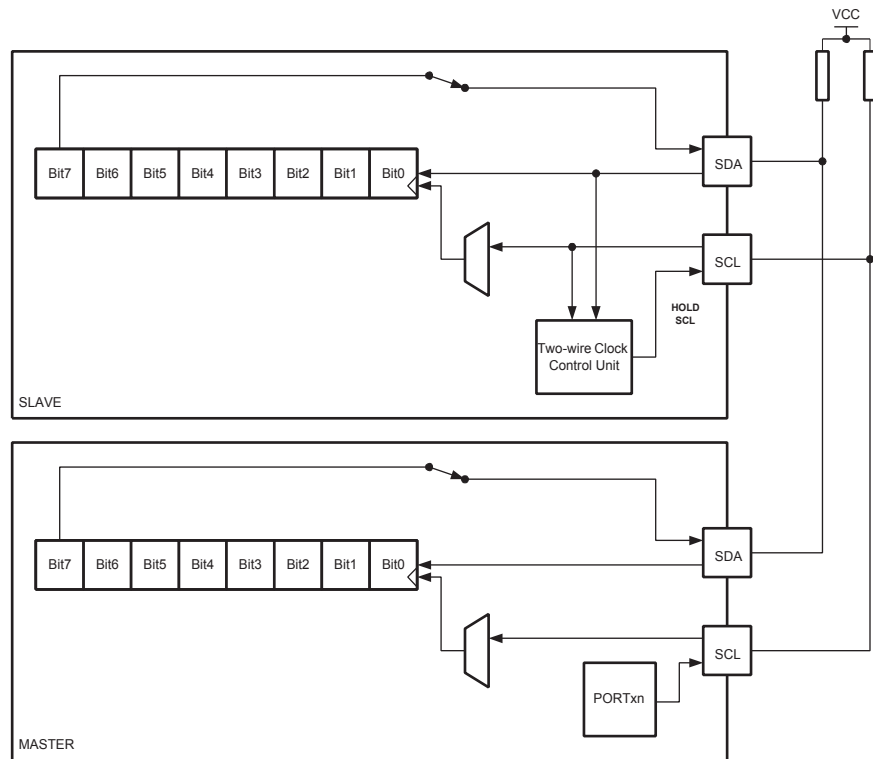 VCC
Bit7 Bit6 Bit5 Bit4 Bit3 Bit2 Bit1 Bit0
SDA
SCL
HOLD
SCL
Two-wire Clock
Control Unit
SLAVE
Bit7 Bit6 Bit5 Bit4 Bit3 Bit2 Bit1 Bit0
SDA
SCL
PORTxn
MASTER